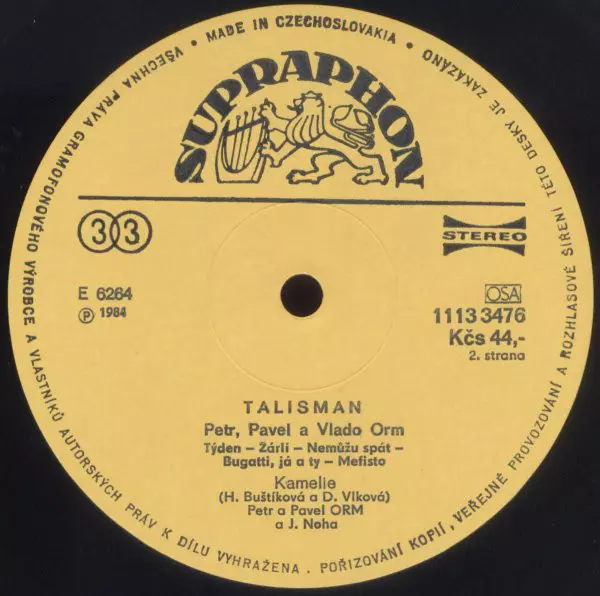 VŠECHNA PRÁVA GRAMOFONOVÉHO VÝROBCE A VLASTNÍKŮ AUTORSKÝCH PRÁV K DÍLU VYHRAŽENA. POŘIZOVÁNÍ KOPIÍ, VEŘEJNÉ PROVOZOVÁNÍ A ROZHLASOVÉ ŠÍŘENÍ TÉTO DESKY JE ZAKÁZÁNO • MADE IN CZECHOSLOVAKIA •
SUPRAPHON
33
STEREO
E 6264
Ⓟ 1984
OSA
1113 3476
Kčs 44,-
2. strana
TALISMAN
Petr, Pavel a Vlado Orm
Týden – Žárli – Nemůžu spát –
Bugatti, já a ty – Mefisto
Kamelie
(H. Buštíková a D. Vlková)
Petr a Pavel ORM
a J. Noha